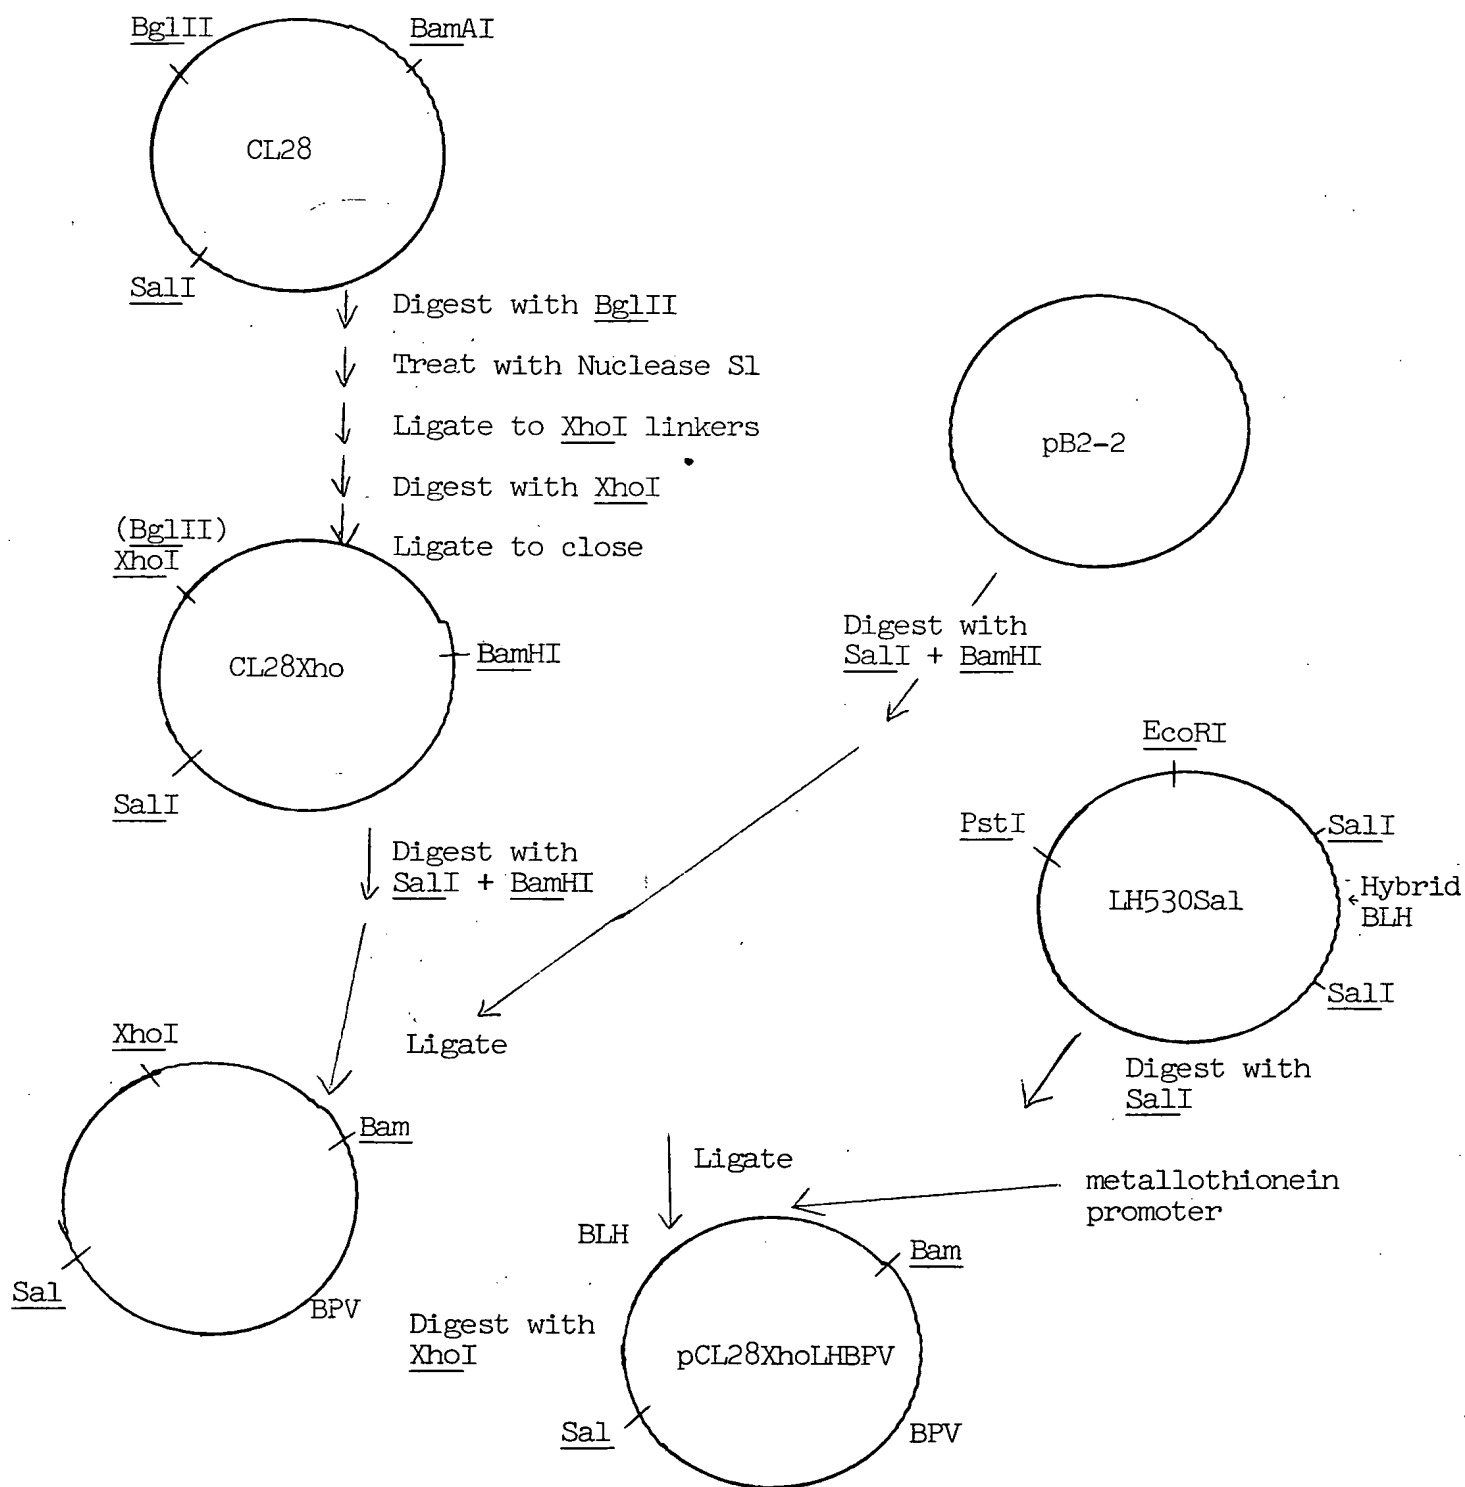 BglII
BamAI
CL28
SalI
Digest with BglII
Treat with Nuclease Sl
Ligate to XhoI linkers
Digest with XhoI
Ligate to close
pB2-2
(BglII)
XhoI
BamHI
CL28Xho
SalI
Digest with
SalI + BamHI
Digest with
SalI + BamHI
EcoRI
PstI
SalI
LH530Sal
Hybrid
BLH
SalI
Ligate
Digest with
SalI
XhoI
Bam
Sal
BPV
Ligate
metallothionein
promoter
BLH
Bam
Digest with
XhoI
pCL28XhoLHBPV
Sal
BPV